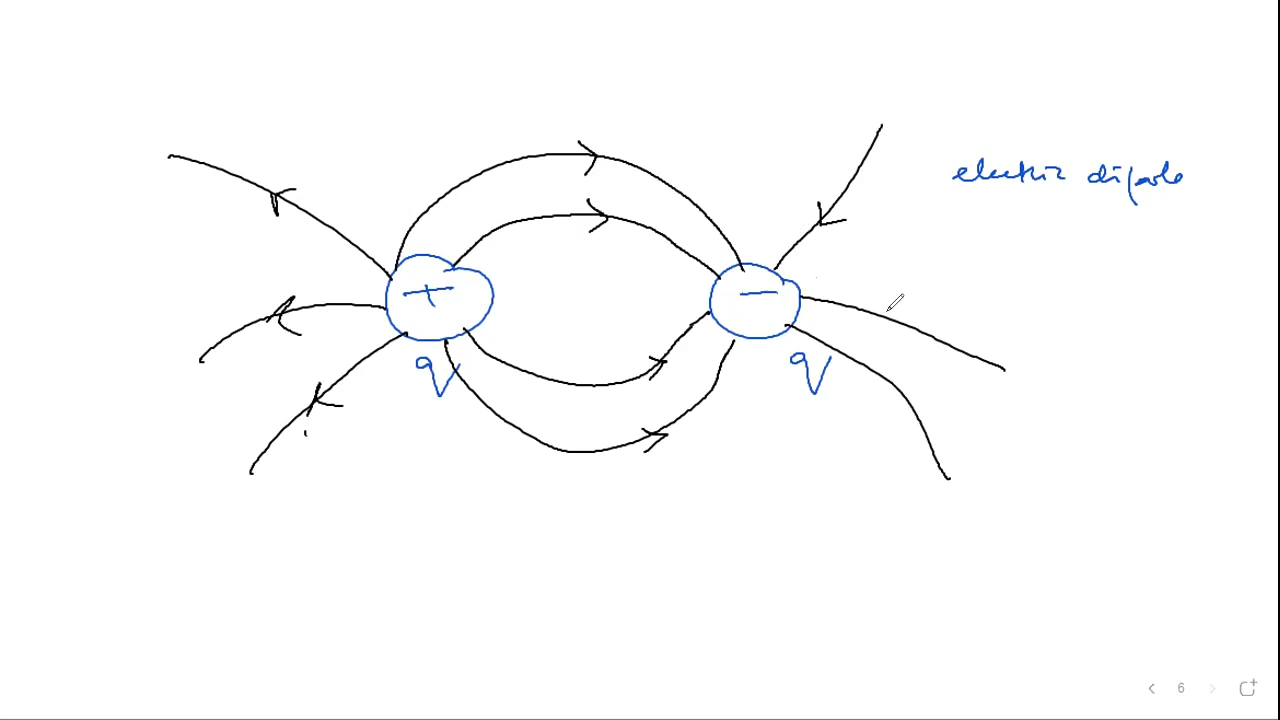 electric dipole
+
−
q
q
6